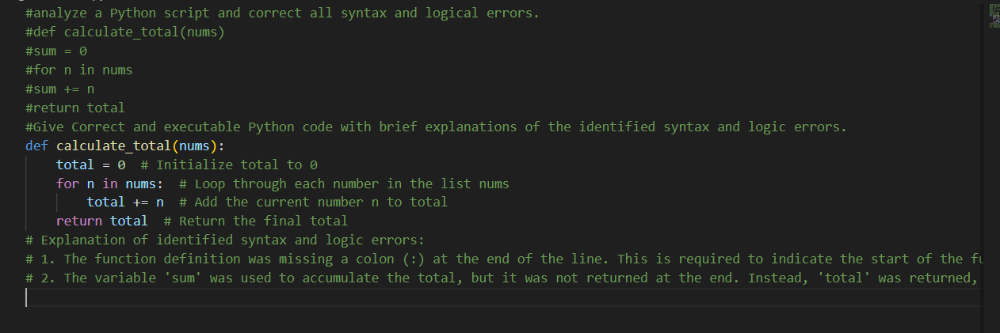 #analyze a Python script and correct all syntax and logical errors.
#def calculate_total(nums)
#sum = 0
#for n in nums
#sum += n
#return total
#Give Correct and executable Python code with brief explanations of the identified syntax and logic errors.
def calculate_total(nums):
    total = 0  # Initialize total to 0
    for n in nums:  # Loop through each number in the list nums
        total += n  # Add the current number n to total
    return total  # Return the final total
# Explanation of identified syntax and logic errors:
# 1. The function definition was missing a colon (:) at the end of the line. This is required to indicate the start of the
# 2. The variable 'sum' was used to accumulate the total, but it was not returned at the end. Instead, 'total' was returned,